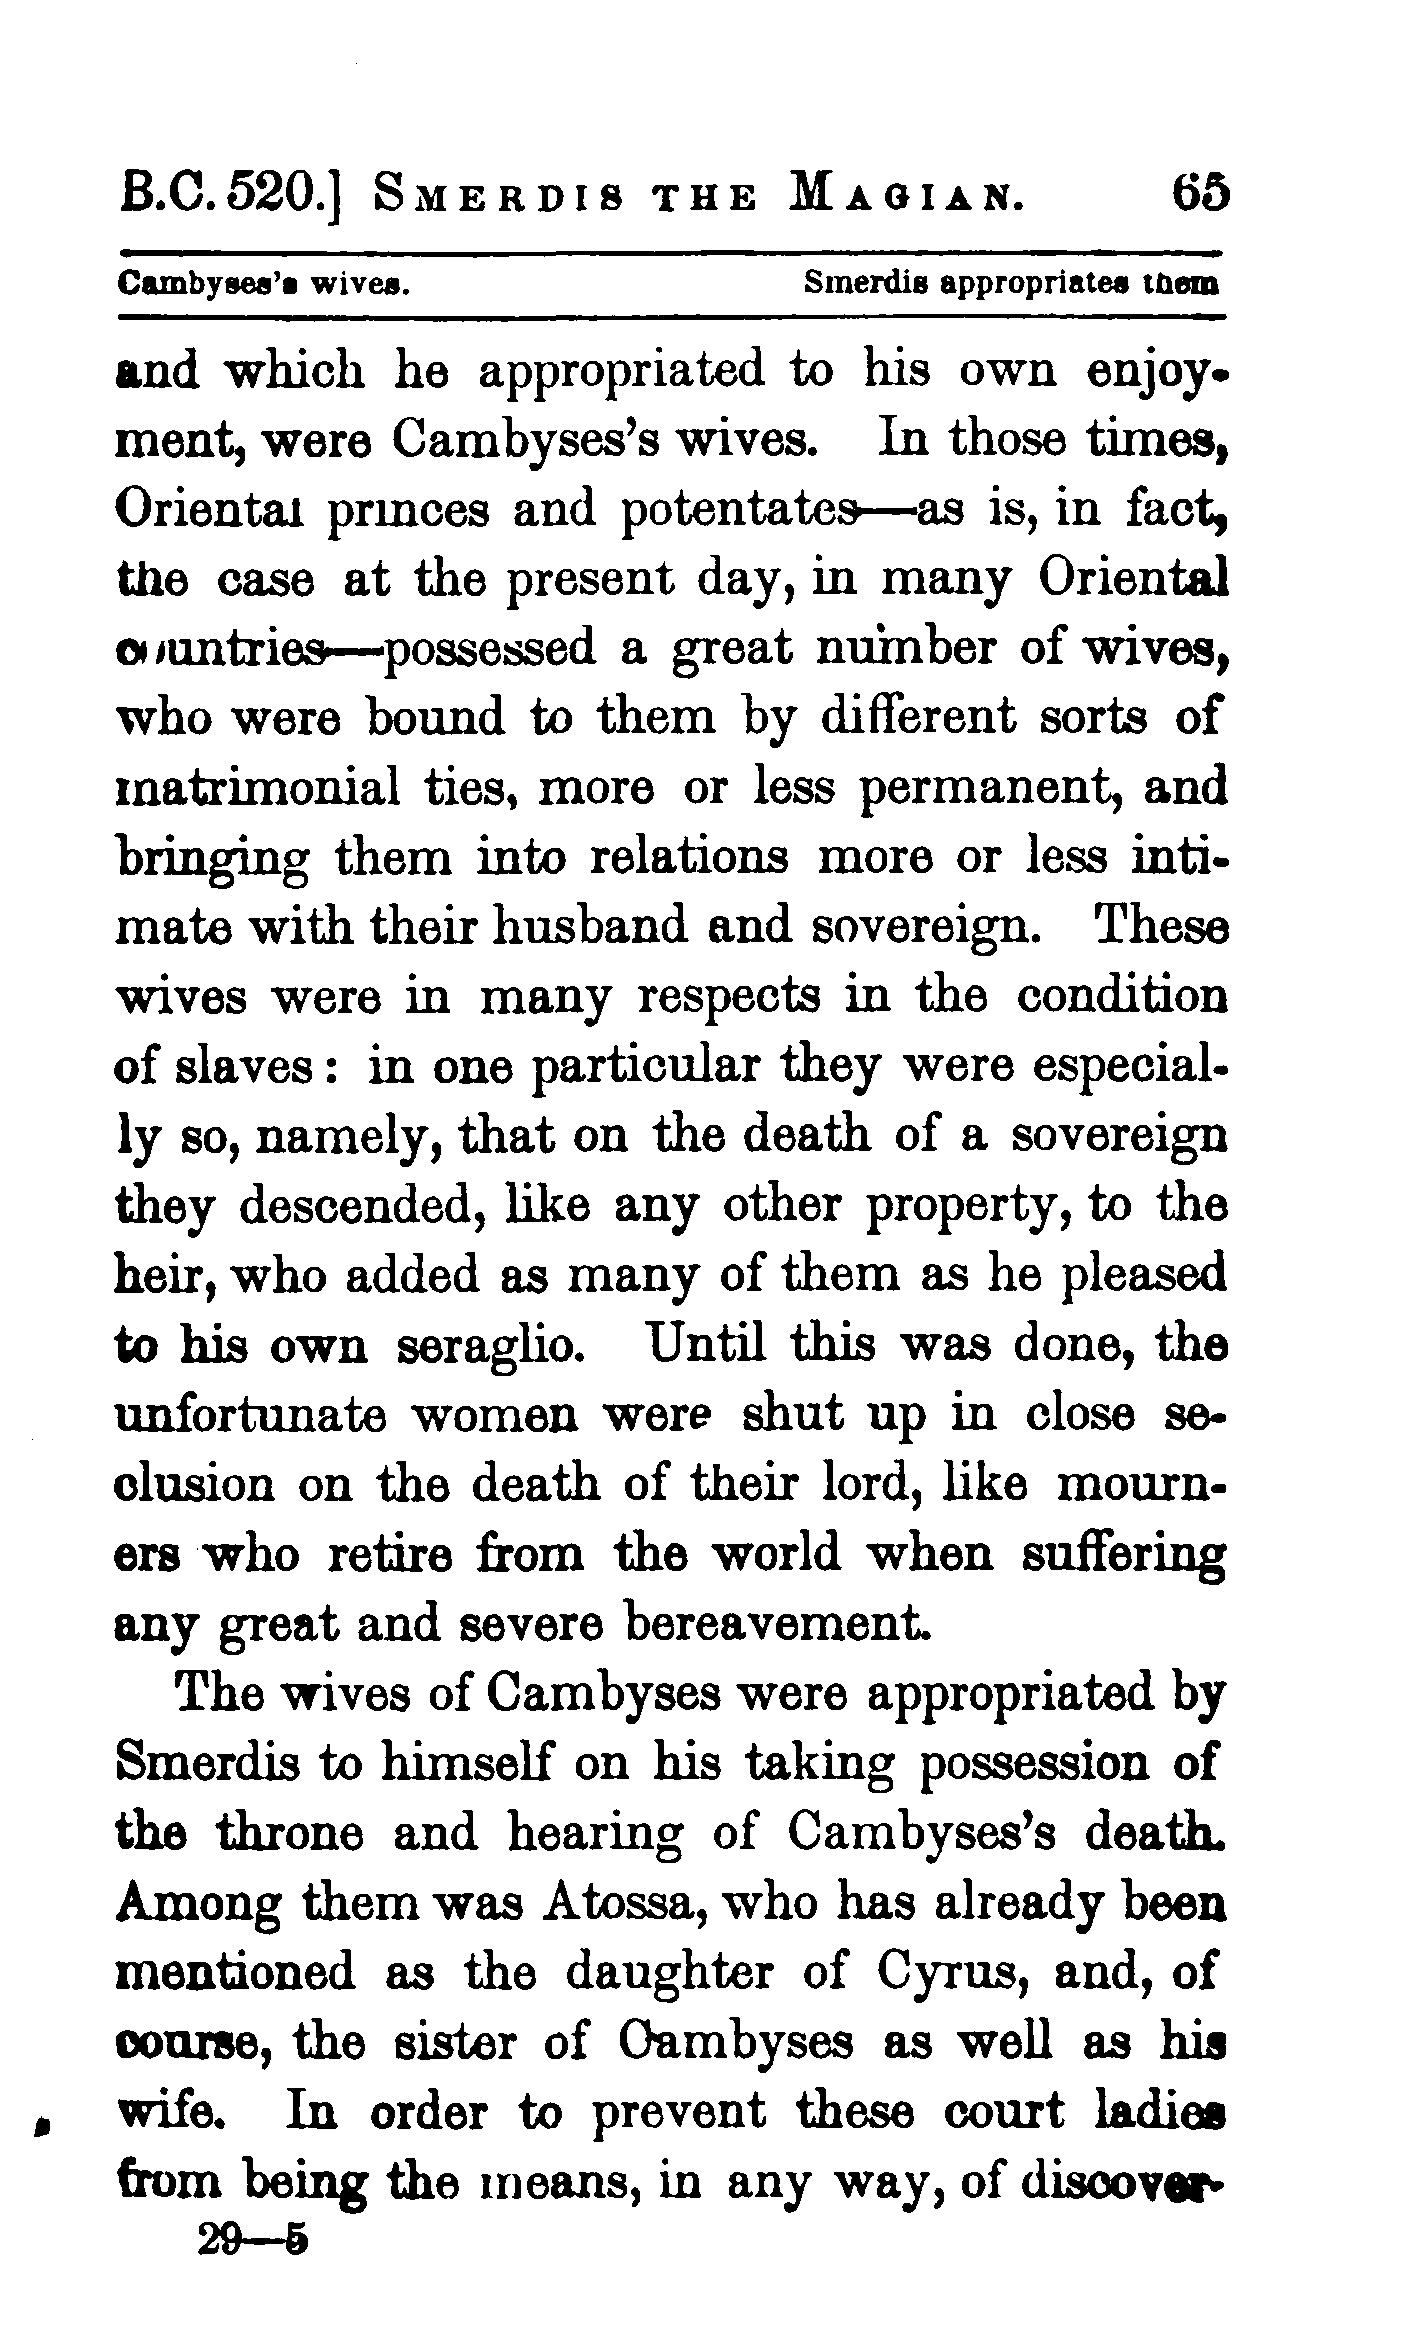 B.C. 520.] SMERDIS THE MAGIAN. 65
Cambyses's wives. Smerdis appropriates them
and which he appropriated to his own enjoy-
ment, were Cambyses's wives. In those times,
Oriental princes and potentates—as is, in fact,
the case at the present day, in many Oriental
countries—possessed a great number of wives,
who were bound to them by different sorts of
matrimonial ties, more or less permanent, and
bringing them into relations more or less inti-
mate with their husband and sovereign. These
wives were in many respects in the condition
of slaves: in one particular they were especial-
ly so, namely, that on the death of a sovereign
they descended, like any other property, to the
heir, who added as many of them as he pleased
to his own seraglio. Until this was done, the
unfortunate women were shut up in close se-
clusion on the death of their lord, like mourn-
ers who retire from the world when suffering
any great and severe bereavement.
The wives of Cambyses were appropriated by
Smerdis to himself on his taking possession of
the throne and hearing of Cambyses's death.
Among them was Atossa, who has already been
mentioned as the daughter of Cyrus, and, of
course, the sister of Cambyses as well as his
wife. In order to prevent these court ladies
from being the means, in any way, of discover-
29—5